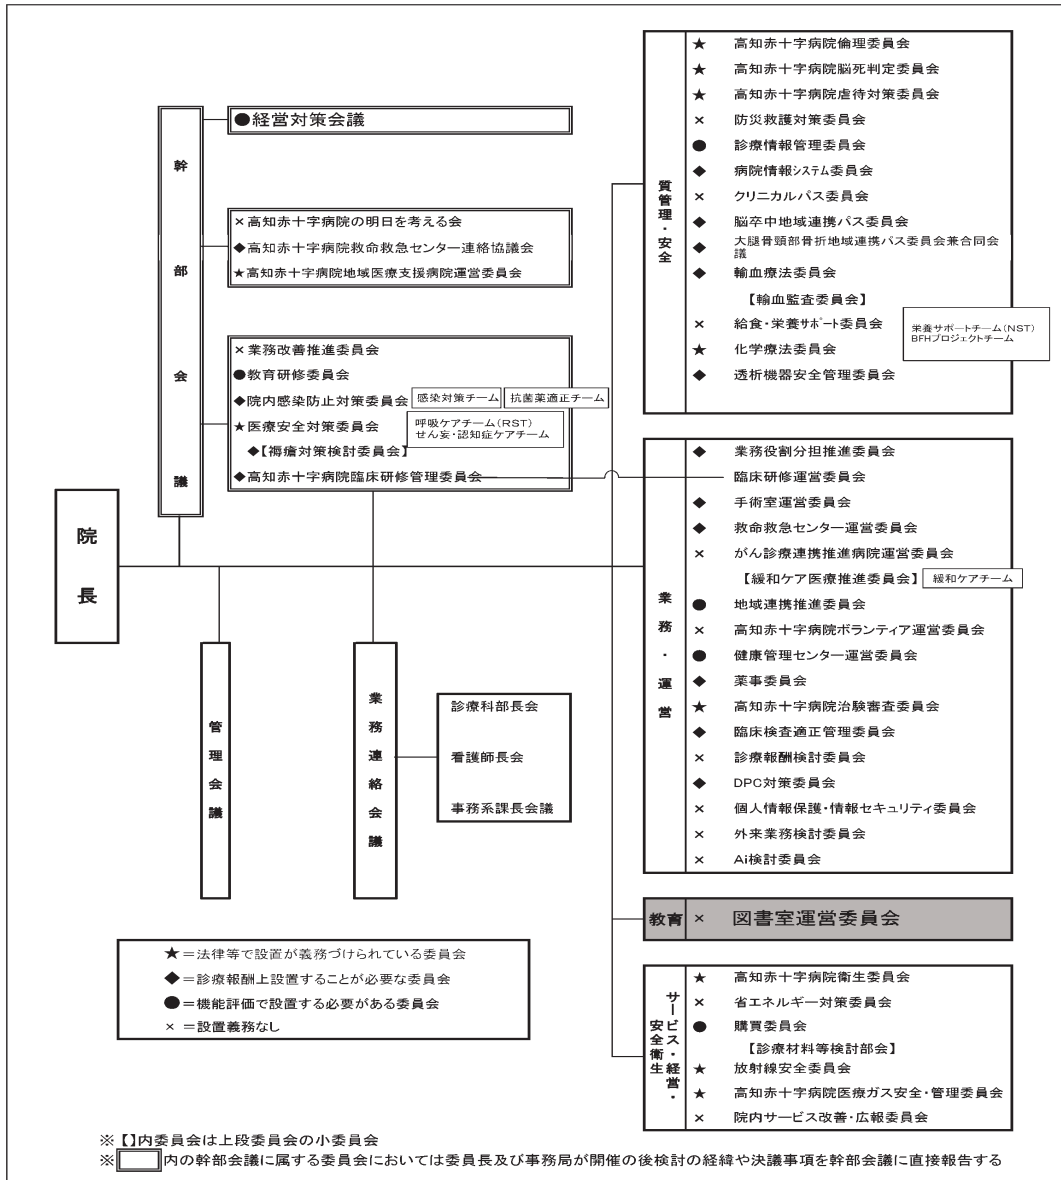 院長
幹部会議
●経営対策会議
×高知赤十字病院の明日を考える会
◆高知赤十字病院救命救急センター連絡協議会
★高知赤十字病院地域医療支援病院運営委員会
×業務改善推進委員会
●教育研修委員会
◆院内感染防止対策委員会 感染対策チーム 抗菌薬適正チーム
★医療安全対策委員会
呼吸ケアチーム(RST)
せん妄・認知症ケアチーム
◆【褥瘡対策検討委員会】
◆高知赤十字病院臨床研修管理委員会
管理会議
業務連絡会議
診療科部長会
看護師長会
事務系課長会議
質管理・安全
★ 高知赤十字病院倫理委員会
★ 高知赤十字病院脳死判定委員会
★ 高知赤十字病院虐待対策委員会
× 防災救護対策委員会
● 診療情報管理委員会
◆ 病院情報システム委員会
× クリニカルパス委員会
◆ 脳卒中地域連携パス委員会
◆ 大腿骨頸部骨折地域連携パス委員会兼合同会
議
◆ 輸血療法委員会
【輸血監査委員会】
× 給食・栄養サポート委員会
栄養サポートチーム(NST)
BFHプロジェクトチーム
★ 化学療法委員会
◆ 透析機器安全管理委員会
業務・運営
◆ 業務役割分担推進委員会
臨床研修運営委員会
◆ 手術室運営委員会
◆ 救命救急センター運営委員会
× がん診療連携推進病院運営委員会
【緩和ケア医療推進委員会】 緩和ケアチーム
● 地域連携推進委員会
× 高知赤十字病院ボランティア運営委員会
● 健康管理センター運営委員会
◆ 薬事委員会
★ 高知赤十字病院治験審査委員会
◆ 臨床検査適正管理委員会
× 診療報酬検討委員会
◆ DPC対策委員会
× 個人情報保護・情報セキュリティ委員会
× 外来業務検討委員会
× Ai検討委員会
教育 × 図書室運営委員会
サービス・経営・
安全衛生
★ 高知赤十字病院衛生委員会
× 省エネルギー対策委員会
● 購買委員会
【診療材料等検討部会】
★ 放射線安全委員会
★ 高知赤十字病院医療ガス安全・管理委員会
× 院内サービス改善・広報委員会
★＝法律等で設置が義務づけられている委員会
◆＝診療報酬上設置することが必要な委員会
●＝機能評価で設置する必要がある委員会
×＝設置義務なし
※【】内委員会は上段委員会の小委員会
※ 内の幹部会議に属する委員会においては委員長及び事務局が開催の後検討の経緯や決議事項を幹部会議に直接報告する